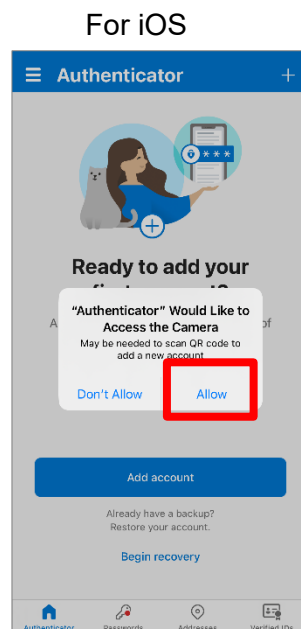 For iOS
Authenticator
* * *
Ready to add your
“Authenticator” Would Like to
Access the Camera
A
of
May be needed to scan QR code to
add a new account
Don't Allow
Allow
Add account
Already have a backup?
Restore your account.
Begin recovery
Authenticator
Passwords
Addresses
Verified IDs